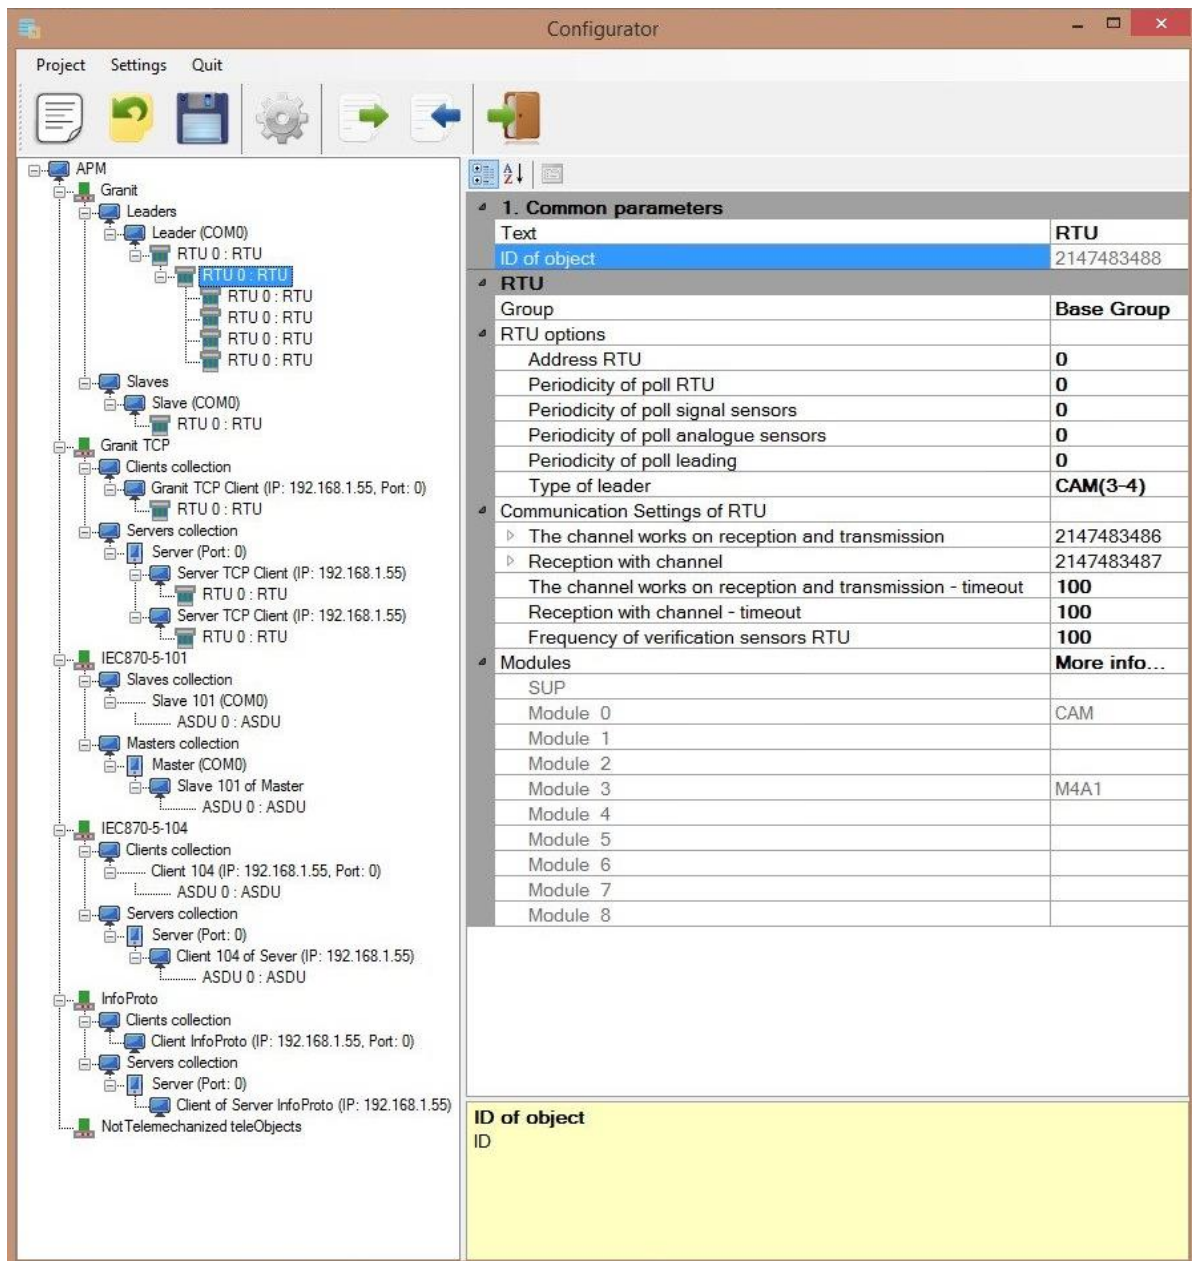 Configurator
Project Settings Quit
APM
Granit
Leaders
Leader (COM0)
RTU 0 : RTU
RTU 0 : RTU
RTU 0 : RTU
RTU 0 : RTU
RTU 0 : RTU
RTU 0 : RTU
Slaves
Slave (COM0)
RTU 0 : RTU
Granit TCP
Clients collection
Granit TCP Client (IP: 192.168.1.55, Port: 0)
RTU 0 : RTU
Servers collection
Server (Port: 0)
Server TCP Client (IP: 192.168.1.55)
RTU 0 : RTU
Server TCP Client (IP: 192.168.1.55)
RTU 0 : RTU
IEC870-5-101
Slaves collection
Slave 101 (COM0)
ASDU 0 : ASDU
Masters collection
Master (COM0)
Slave 101 of Master
ASDU 0 : ASDU
IEC870-5-104
Clients collection
Client 104 (IP: 192.168.1.55, Port: 0)
ASDU 0 : ASDU
Servers collection
Server (Port: 0)
Client 104 of Sever (IP: 192.168.1.55)
ASDU 0 : ASDU
InfoProto
Clients collection
Client InfoProto (IP: 192.168.1.55, Port: 0)
Servers collection
Server (Port: 0)
Client of Server InfoProto (IP: 192.168.1.55)
NotTelemechanized teleObjects
A Z
1. Common parameters
Text RTU
ID of object 2147483488
RTU
Group Base Group
RTU options
Address RTU 0
Periodicity of poll RTU 0
Periodicity of poll signal sensors 0
Periodicity of poll analogue sensors 0
Periodicity of poll leading 0
Type of leader CAM(3-4)
Communication Settings of RTU
The channel works on reception and transmission 2147483486
Reception with channel 2147483487
The channel works on reception and transmission - timeout 100
Reception with channel - timeout 100
Frequency of verification sensors RTU 100
Modules More info...
SUP
Module 0 CAM
Module 1
Module 2
Module 3 M4A1
Module 4
Module 5
Module 6
Module 7
Module 8
ID of object
ID